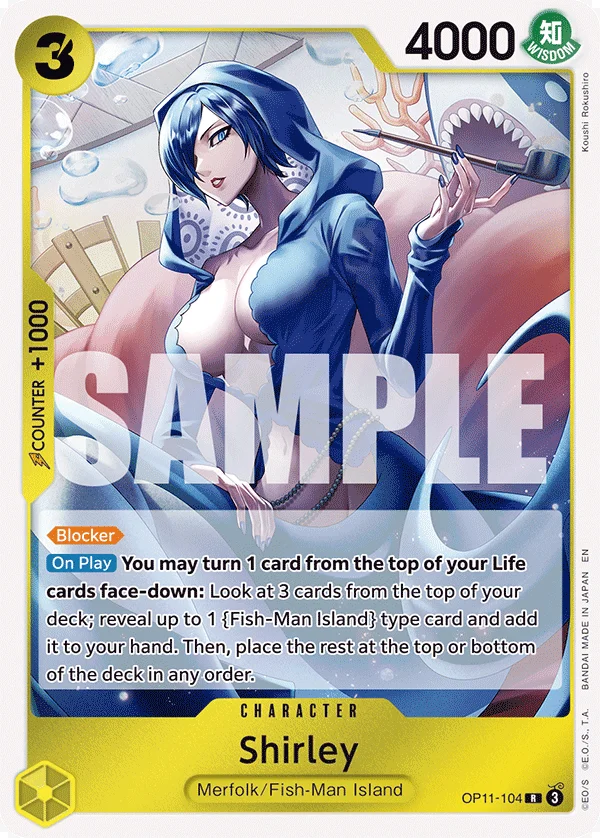 3
4000
知
WISDOM
Koushi Rokushiro
COUNTER +1000
SAMPLE
Blocker
On Play You may turn 1 card from the top of your Life
cards face-down: Look at 3 cards from the top of your
deck; reveal up to 1 {Fish-Man Island} type card and add
it to your hand. Then, place the rest at the top or bottom
of the deck in any order.
©EO/S ©E.O./S., T.A. BANDAI MADE IN JAPAN EN
CHARACTER
Shirley
Merfolk/Fish-Man Island
OP11-104 R 3